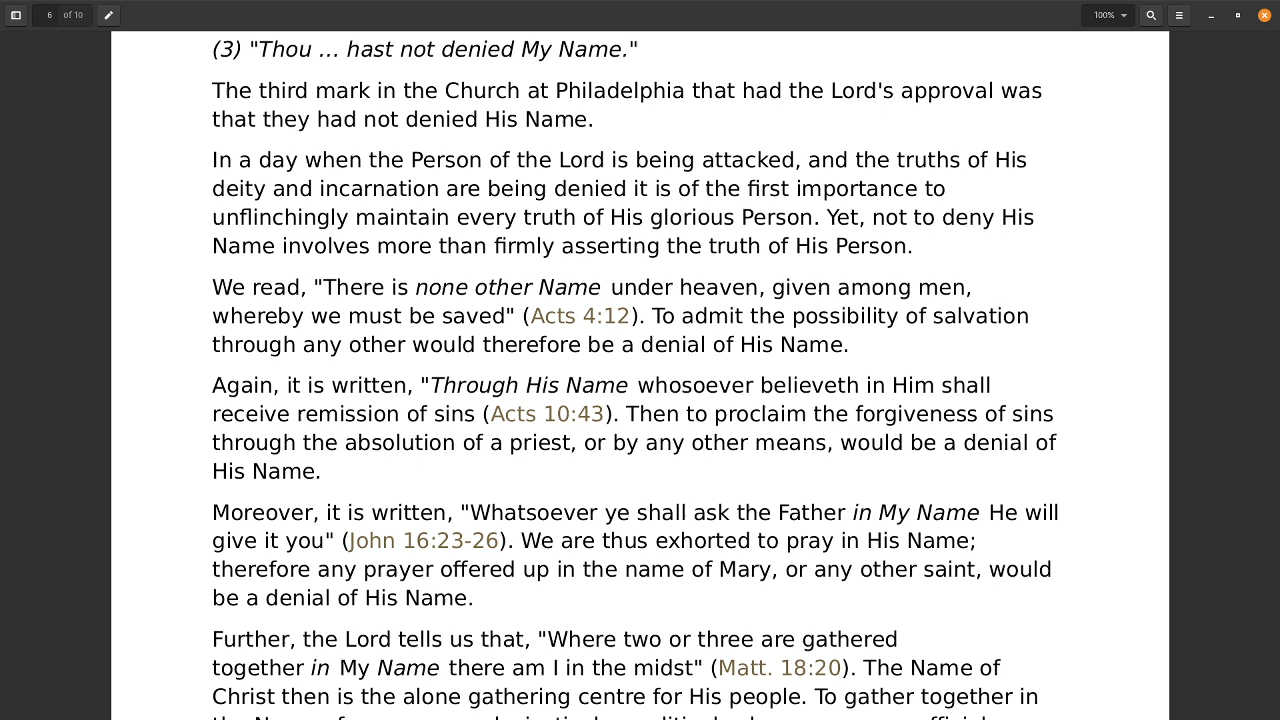 6 of 10
100%
(3) "Thou ... hast not denied My Name."
The third mark in the Church at Philadelphia that had the Lord's approval was
that they had not denied His Name.
In a day when the Person of the Lord is being attacked, and the truths of His
deity and incarnation are being denied it is of the first importance to
unflinchingly maintain every truth of His glorious Person. Yet, not to deny His
Name involves more than firmly asserting the truth of His Person.
We read, "There is none other Name under heaven, given among men,
whereby we must be saved" (Acts 4:12). To admit the possibility of salvation
through any other would therefore be a denial of His Name.
Again, it is written, "Through His Name whosoever believeth in Him shall
receive remission of sins (Acts 10:43). Then to proclaim the forgiveness of sins
through the absolution of a priest, or by any other means, would be a denial of
His Name.
Moreover, it is written, "Whatsoever ye shall ask the Father in My Name He will
give it you" (John 16:23-26). We are thus exhorted to pray in His Name;
therefore any prayer offered up in the name of Mary, or any other saint, would
be a denial of His Name.
Further, the Lord tells us that, "Where two or three are gathered
together in My Name there am I in the midst" (Matt. 18:20). The Name of
Christ then is the alone gathering centre for His people. To gather together in